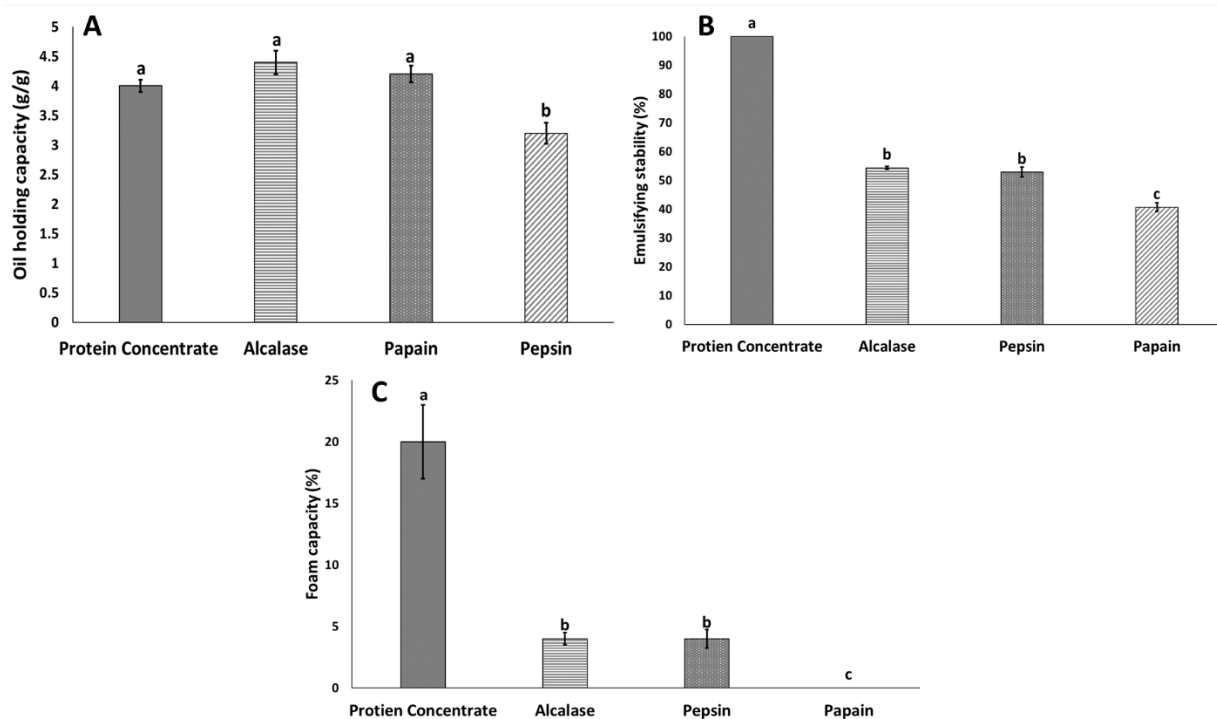 A
Oil holding capacity (g/g)
5
4.5
4
3.5
3
2.5
2
1.5
1
0.5
0
a
a
a
b
Protein Concentrate Alcalase Papain Pepsin
B
Emulsifying stability (%)
100
90
80
70
60
50
40
30
20
10
0
a
b
b
c
Protien Concentrate Alcalase Pepsin Papain
C
Foam capacity (%)
25
20
15
10
5
0
a
b
b
c
Protien Concentrate Alcalase Pepsin Papain